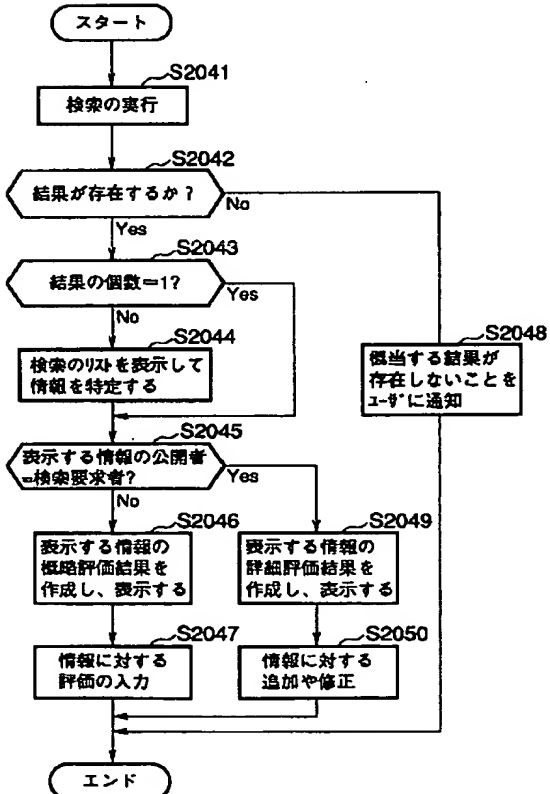 スタート
S2041
検索の実行
S2042
結果が存在するか?
No
Yes
S2043
結果の個数=1?
Yes
No
S2044
検索のリストを表示して
情報を特定する
S2048
概当する結果が
存在しないことを
ユーザに通知
S2045
表示する情報の公開者
=検索要求者?
Yes
No
S2046
表示する情報の
概略評価結果を
作成し、表示する
S2049
表示する情報の
詳細評価結果を
作成し、表示する
S2047
情報に対する
評価の入力
S2050
情報に対する
追加や修正
エンド